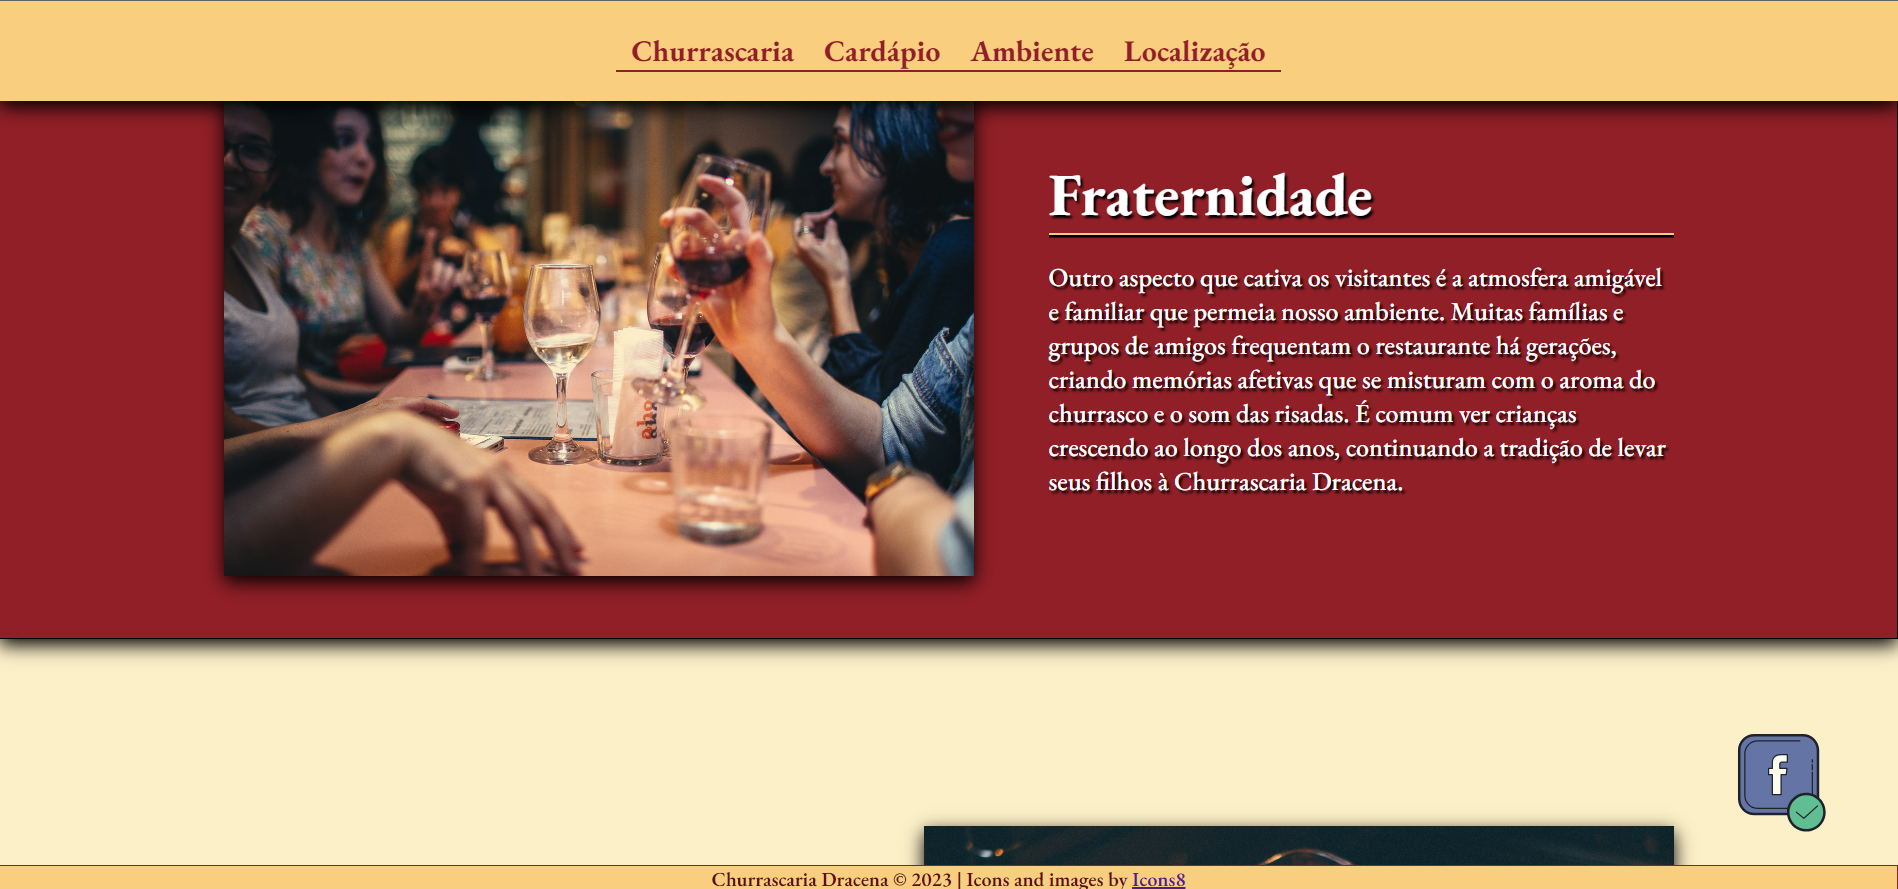 Churrascaria Cardápio Ambiente Localização
Fraternidade
Outro aspecto que cativa os visitantes é a atmosfera amigável
e familiar que permeia nosso ambiente. Muitas famílias e
grupos de amigos frequentam o restaurante há gerações,
criando memórias afetivas que se misturam com o aroma do
churrasco e o som das risadas. É comum ver crianças
crescendo ao longo dos anos, continuando a tradição de levar
seus filhos à Churrascaria Dracena.
f
Churrascaria Dracena © 2023 | Icons and images by Icons8